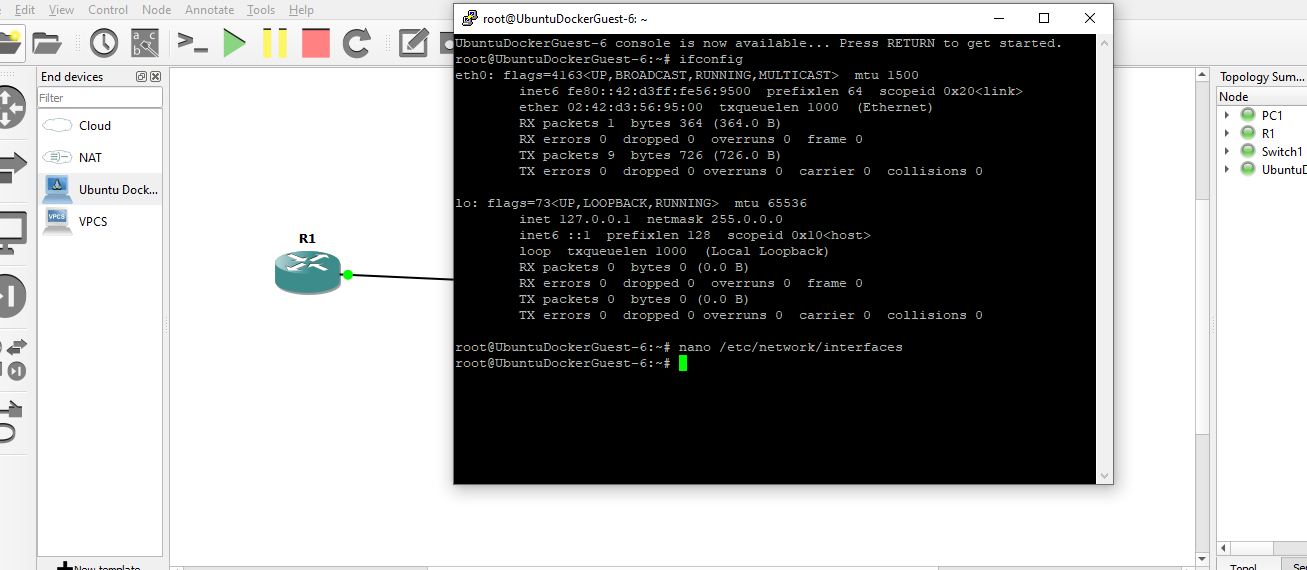 Edit View Control Node Annotate Tools Help
root@UbuntuDockerGuest-6: ~
End devices
Filter
Cloud
NAT
Ubuntu Dock...
VPCS
New template
R1
UbuntuDockerGuest-6 console is now available... Press RETURN to get started.
root@UbuntuDockerGuest-6:~# ifconfig
eth0: flags=4163<UP,BROADCAST,RUNNING,MULTICAST>  mtu 1500
        inet6 fe80::42:d3ff:fe56:9500  prefixlen 64  scopeid 0x20<link>
        ether 02:42:d3:56:95:00  txqueuelen 1000  (Ethernet)
        RX packets 1  bytes 364 (364.0 B)
        RX errors 0  dropped 0  overruns 0  frame 0
        TX packets 9  bytes 726 (726.0 B)
        TX errors 0  dropped 0 overruns 0  carrier 0  collisions 0
lo: flags=73<UP,LOOPBACK,RUNNING>  mtu 65536
        inet 127.0.0.1  netmask 255.0.0.0
        inet6 ::1  prefixlen 128  scopeid 0x10<host>
        loop  txqueuelen 1000  (Local Loopback)
        RX packets 0  bytes 0 (0.0 B)
        RX errors 0  dropped 0  overruns 0  frame 0
        TX packets 0  bytes 0 (0.0 B)
        TX errors 0  dropped 0 overruns 0  carrier 0  collisions 0
root@UbuntuDockerGuest-6:~# nano /etc/network/interfaces
root@UbuntuDockerGuest-6:~#
Topology Sum...
Node
PC1
R1
Switch1
UbuntuD
Topol